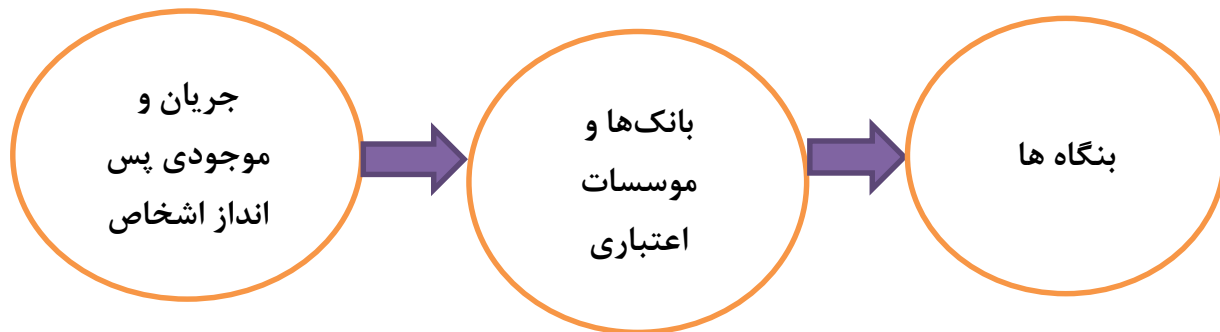 جریان و
موجودی پس
انداز اشخاص
بانک‌ها و
موسسات
اعتباری
بنگاه ها